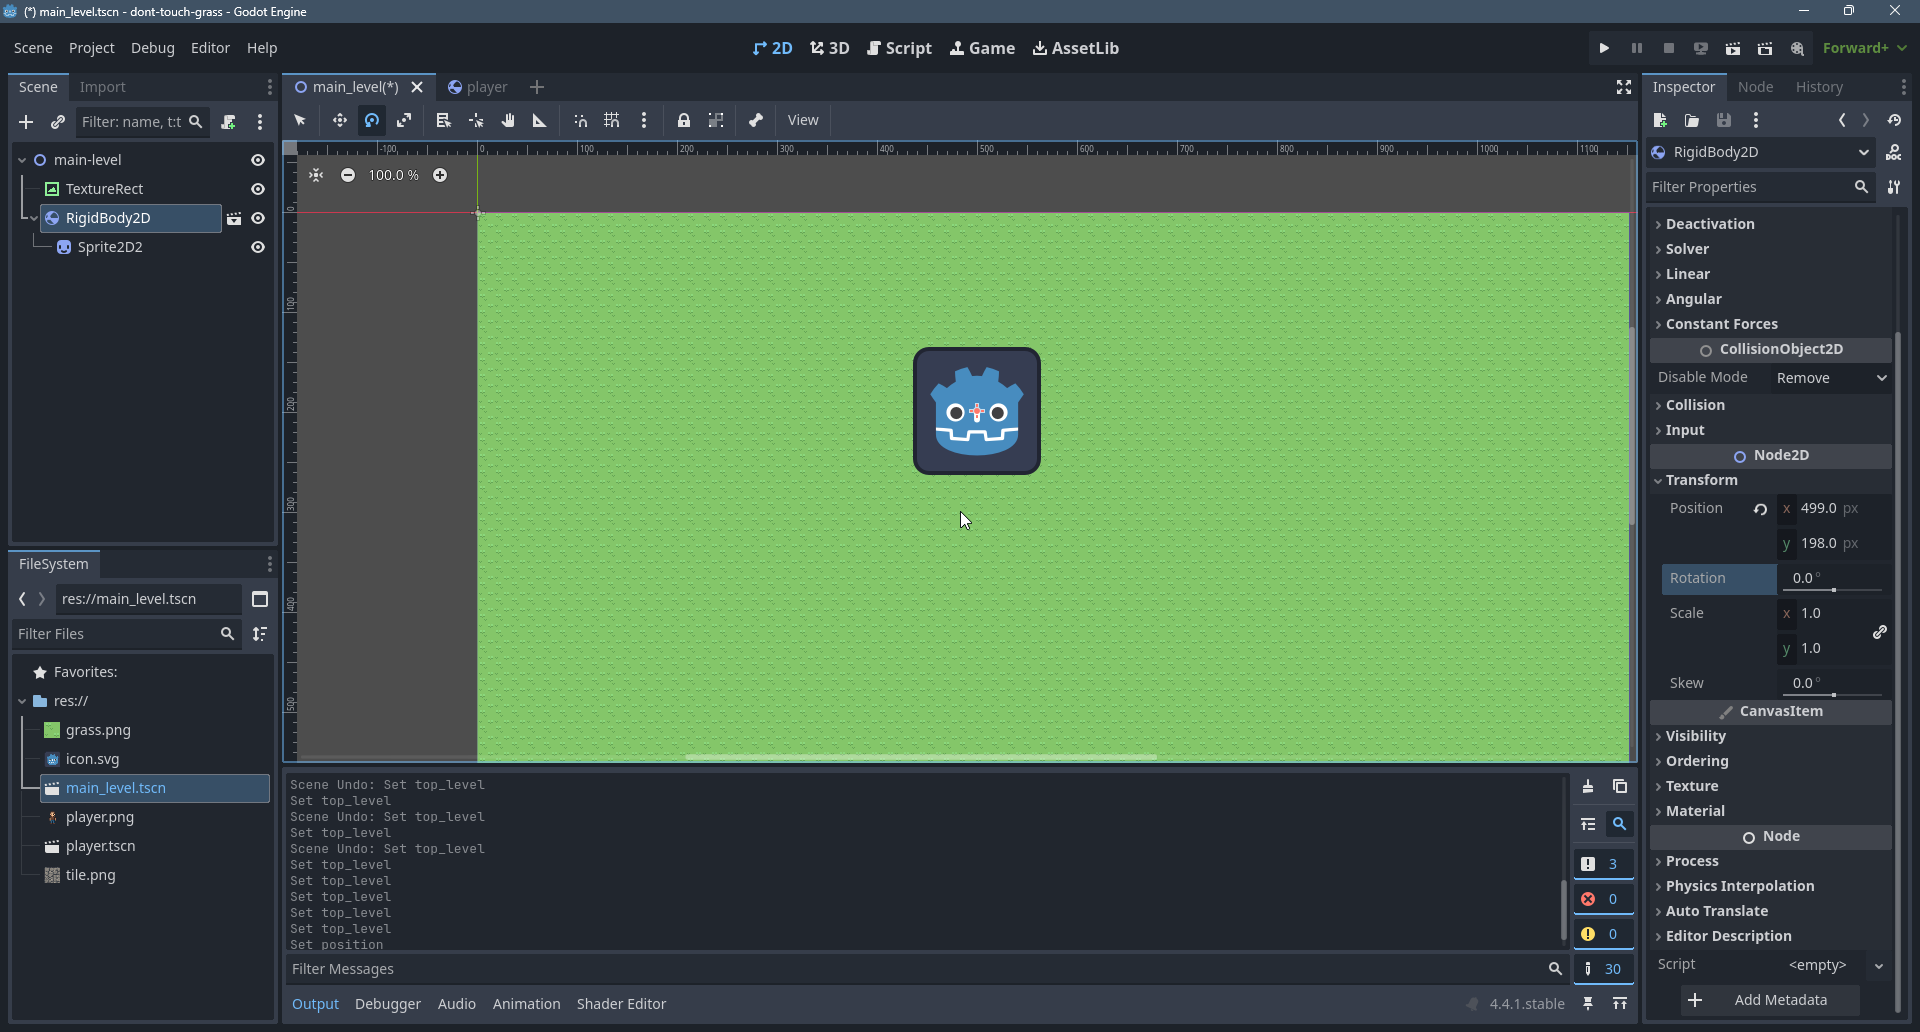 (*) main_level.tscn - dont-touch-grass - Godot Engine
Scene Project Debug Editor Help
2D 3D Script Game AssetLib
Forward+
Scene Import
Filter: name, t:t
main-level
TextureRect
RigidBody2D
Sprite2D2
FileSystem
res://main_level.tscn
Filter Files
Favorites:
res://
grass.png
icon.svg
main_level.tscn
player.png
player.tscn
tile.png
main_level(*) player
View
-100 0 100 200 300 400 500 600 700 800 900 1000 1100
100.0 %
0
100
200
300
400
500
Scene Undo: Set top_level
Set top_level
Scene Undo: Set top_level
Set top_level
Scene Undo: Set top_level
Set top_level
Set top_level
Set top_level
Set top_level
Set top_level
Set position
3
0
0
30
Filter Messages
Output Debugger Audio Animation Shader Editor
4.4.1.stable
Inspector Node History
RigidBody2D
DOC
Filter Properties
Deactivation
Solver
Linear
Angular
Constant Forces
CollisionObject2D
Disable Mode Remove
Collision
Input
Node2D
Transform
Position x 499.0 px
y 198.0 px
Rotation 0.0 °
Scale x 1.0
y 1.0
Skew 0.0 °
CanvasItem
Visibility
Ordering
Texture
Material
Node
Process
Physics Interpolation
Auto Translate
Editor Description
Script <empty>
Add Metadata